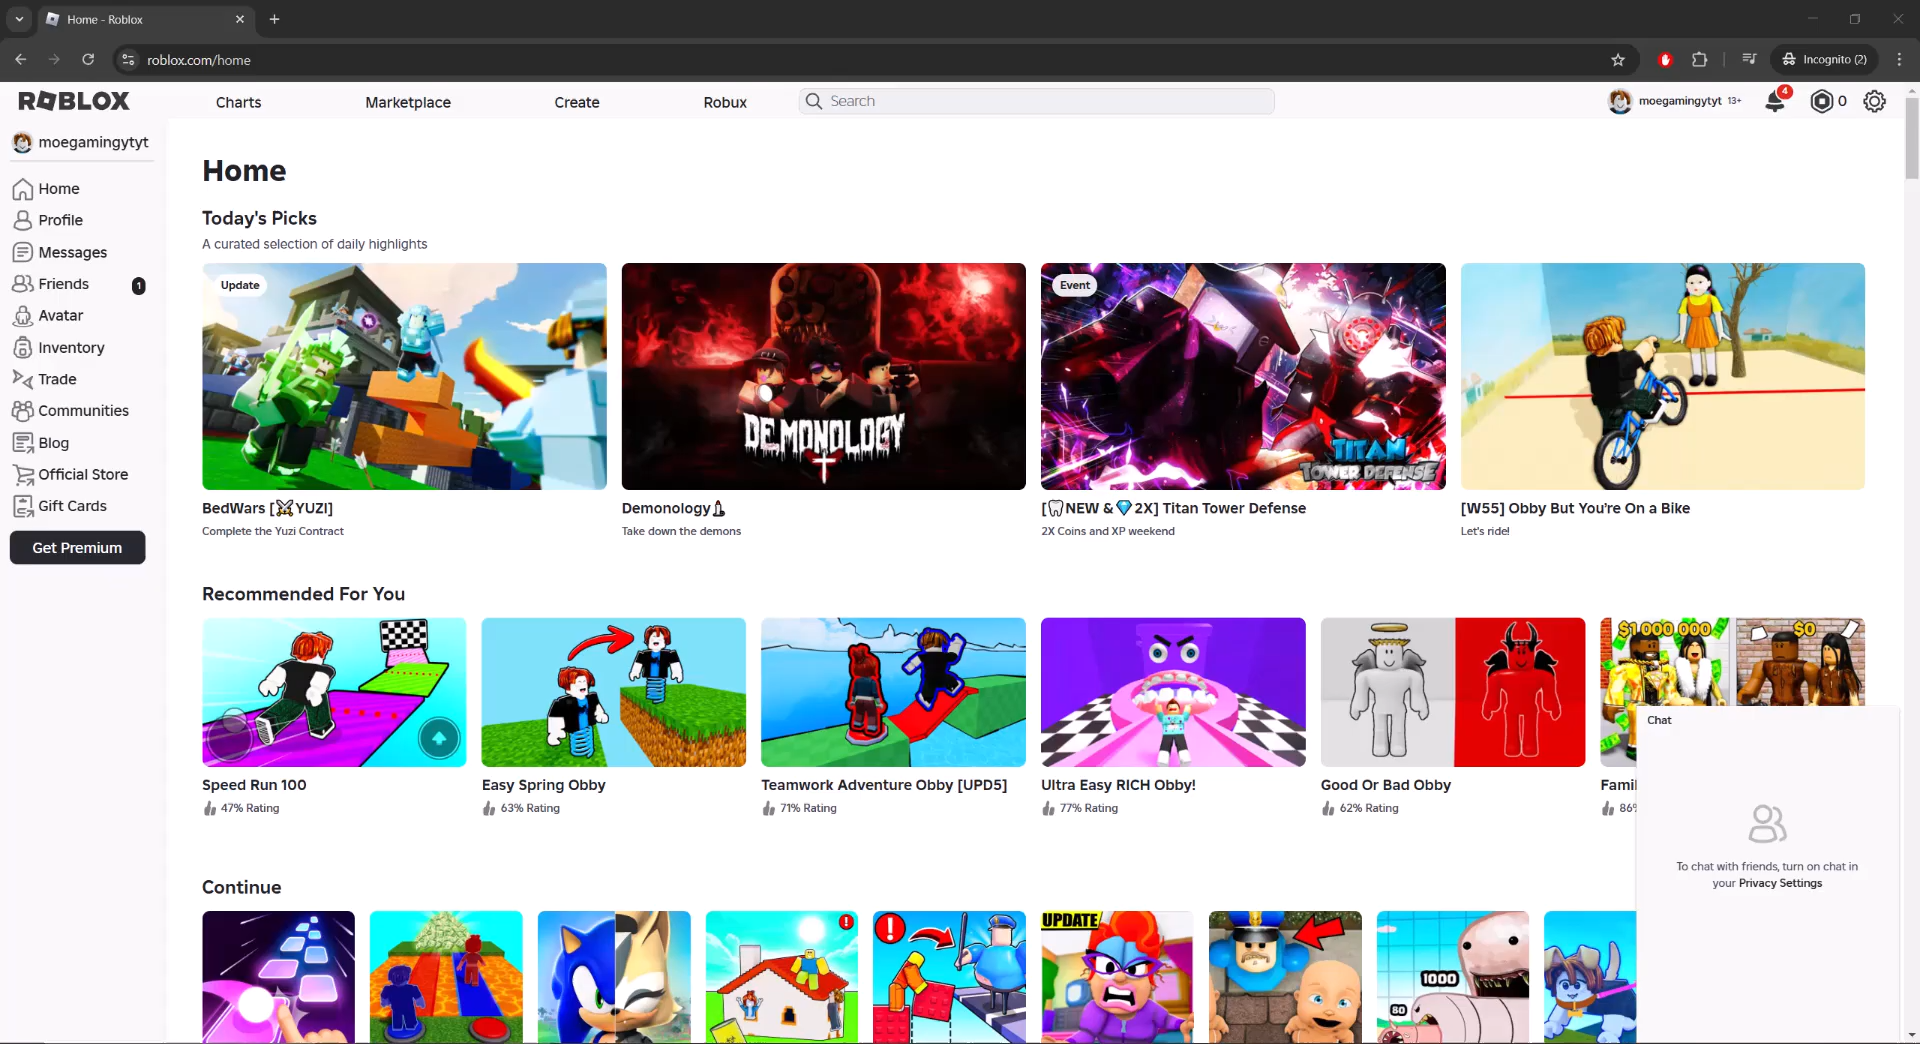 Home - Roblox
roblox.com/home
Incognito (2)
ROBLOX
Charts
Marketplace
Create
Robux
Search
moegamingytyt 13+
4
0
moegamingytyt
Home
Profile
Messages
Friends
1
Avatar
Inventory
Trade
Communities
Blog
Official Store
Gift Cards
Get Premium
Home
Today's Picks
A curated selection of daily highlights
Update
DEMONOLOGY
Event
TITAN
TOWER DEFENSE
BedWars [⚔️YUZI]
Complete the Yuzi Contract
Demonology🕯️
Take down the demons
[🦷NEW & 💎2X] Titan Tower Defense
2X Coins and XP weekend
[W55] Obby But You're On a Bike
Let's ride!
Recommended For You
$1 000 000
$0
Speed Run 100
47% Rating
Easy Spring Obby
63% Rating
Teamwork Adventure Obby [UPD5]
71% Rating
Ultra Easy RICH Obby!
77% Rating
Good Or Bad Obby
62% Rating
Famil
86%
Chat
To chat with friends, turn on chat in
your Privacy Settings
Continue
!
!
UPDATE
1000
80